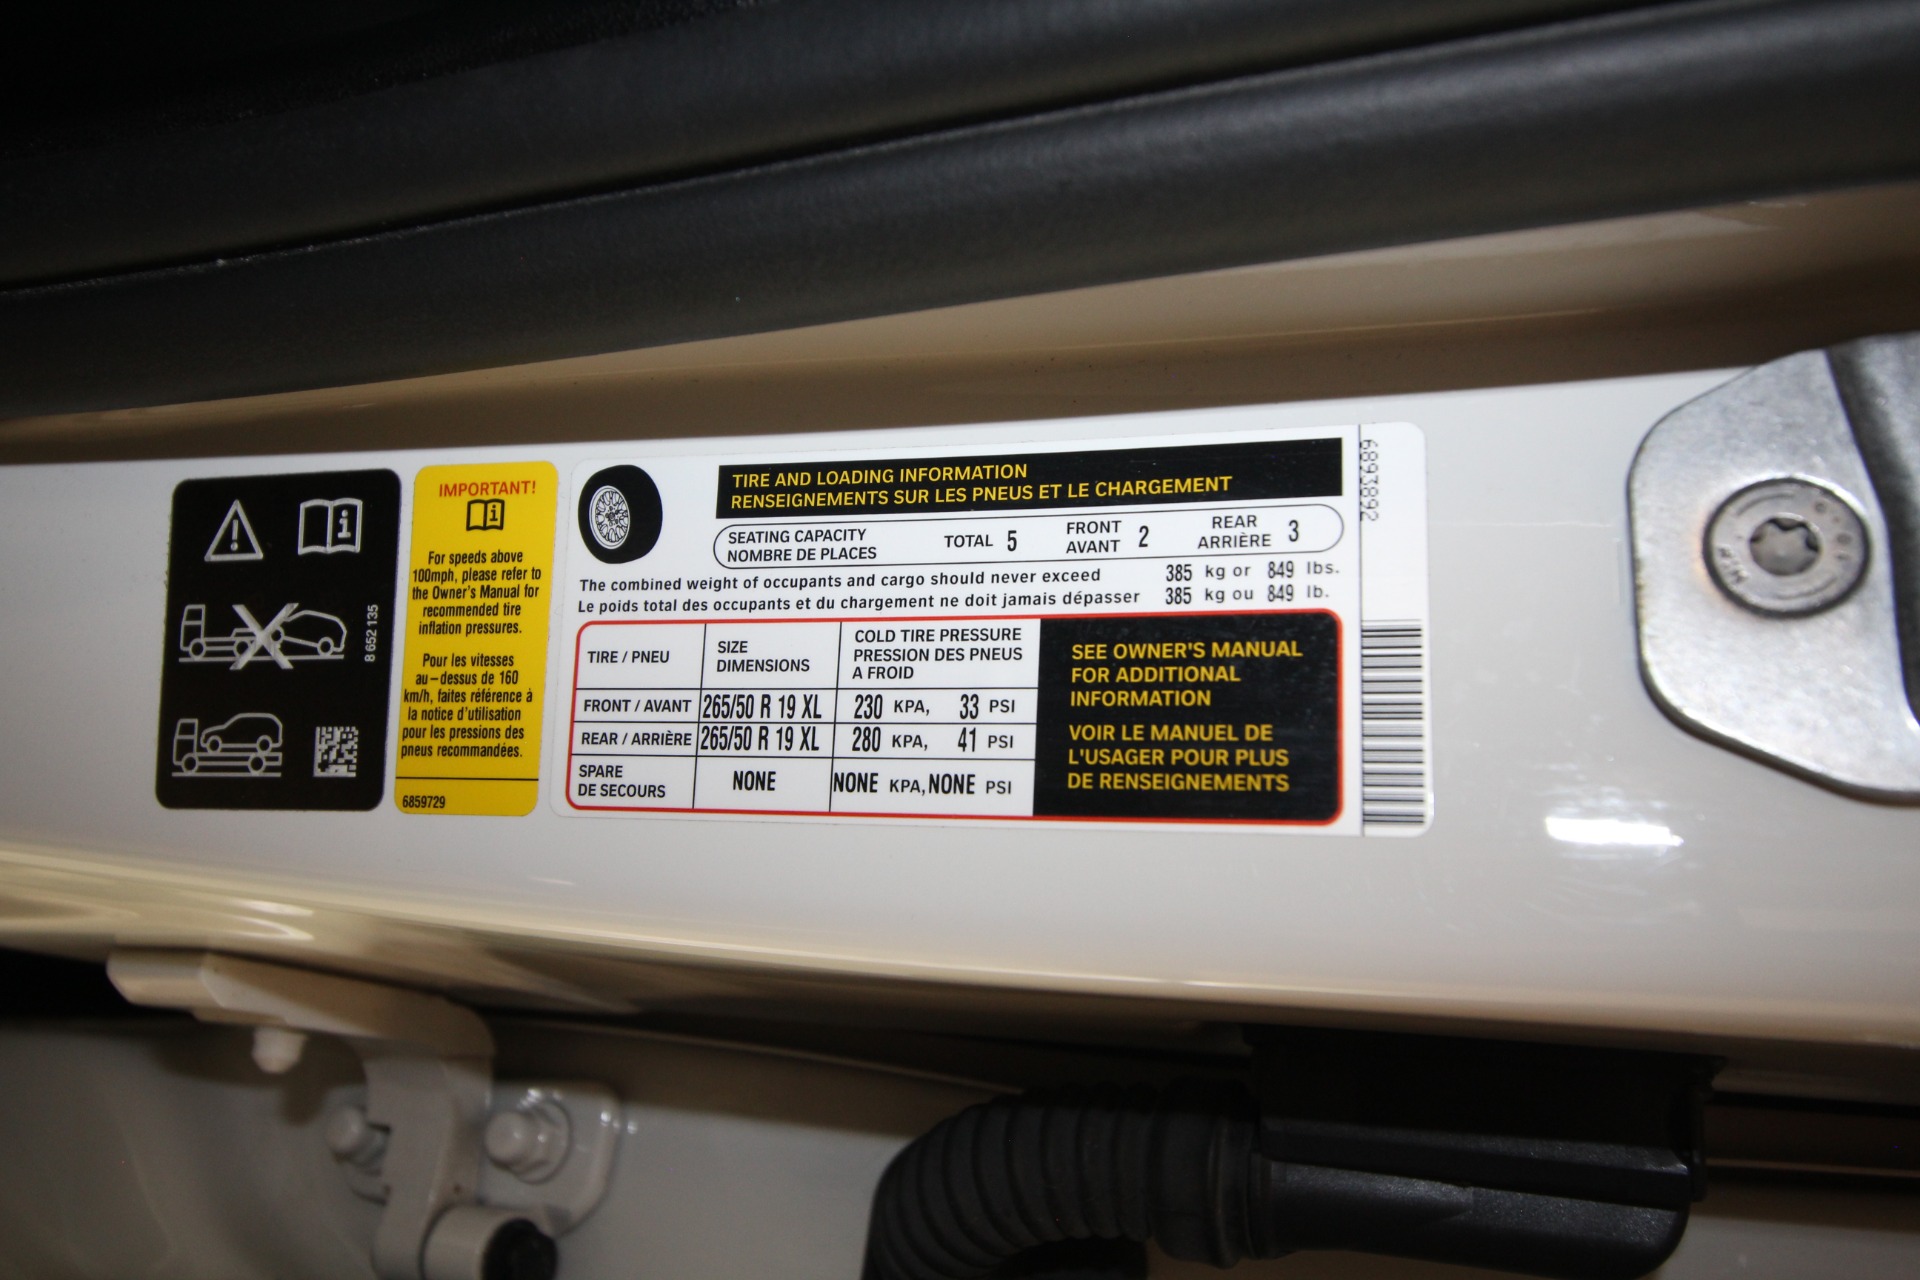 8 652 135
IMPORTANT!
For speeds above
100mph, please refer to
the Owner's Manual for
recommended tire
inflation pressures.
Pour les vitesses
au-dessus de 160
km/h, faites référence à
la notice d'utilisation
pour les pressions des
pneus recommandées.
6859729
TIRE AND LOADING INFORMATION
RENSEIGNEMENTS SUR LES PNEUS ET LE CHARGEMENT
SEATING CAPACITY
NOMBRE DE PLACES
TOTAL 5
FRONT
AVANT 2
REAR
ARRIÈRE 3
The combined weight of occupants and cargo should never exceed 385 kg or 849 lbs.
Le poids total des occupants et du chargement ne doit jamais dépasser 385 kg ou 849 lb.
TIRE / PNEU
SIZE
DIMENSIONS
COLD TIRE PRESSURE
PRESSION DES PNEUS
A FROID
FRONT / AVANT 265/50 R 19 XL 230 KPA, 33 PSI
REAR / ARRIÈRE 265/50 R 19 XL 280 KPA, 41 PSI
SPARE
DE SECOURS
NONE NONE KPA, NONE PSI
SEE OWNER'S MANUAL
FOR ADDITIONAL
INFORMATION
VOIR LE MANUEL DE
L'USAGER POUR PLUS
DE RENSEIGNEMENTS
6893892